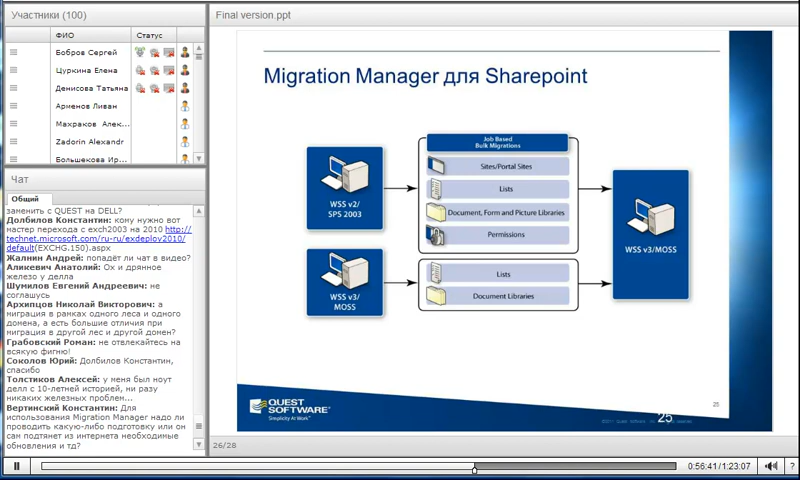 Участники (100)
ФИО Статус
Бобров Сергей
Цуркина Елена
Денисова Татьяна
Арменов Ливан
Махраков Алек...
Zadorin Alexandr
Большекова Ир...
Чат
Общий
заменить с QUEST на DELL?
Долбилов Константин: кому нужно вот
мастер перехода с exch2003 на 2010 http://
technet.microsoft.com/ru-ru/exdeploy2010/
default(EXCHG.150).aspx
Жалнин Андрей: попадёт ли чат в видео?
Аликевич Анатолий: Ох и дрянное
железо у делла
Шумилов Евгений Андреевич: не
соглашусь
Архипцов Николай Викторович: а
миграция в рамках одного леса и одного
домена, а есть большие отличия при
миграция в другой лес и другой домен?
Грабовский Роман: не отвлекайтесь на
всякую фигню!
Соколов Юрий: Долбилов Константин,
спасибо
Толстиков Алексей: у меня был ноут
делл с 10-летней историей, ни разу
никаких железных проблем...
Вертинский Константин: Для
использования Migration Manager надо ли
проводить какую-либо подготовку или он
сам подтянет из интернета необходимые
обновления и тд?
Final version.ppt
Migration Manager для Sharepoint
WSS v2/
SPS 2003
Job Based
Bulk Migrations
Sites/Portal Sites
Lists
Document, Form and Picture Libraries
Permissions
WSS v3/
MOSS
Lists
Document Libraries
WSS v3/MOSS
QUEST
SOFTWARE®
Simplicity At Work™
25
25
26/28
0:56:41/1:23:07
?